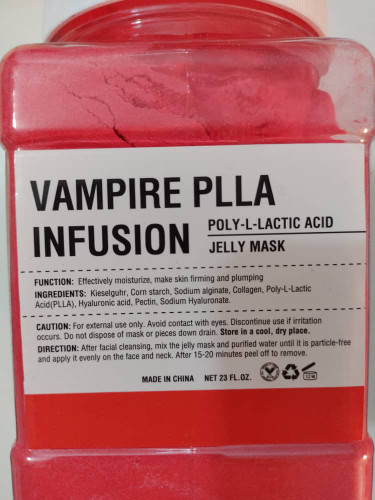 VAMPIRE PLLA
INFUSION
POLY-L-LACTIC ACID
JELLY MASK
FUNCTION: Effectively moisturize, make skin firming and plumping
INGREDIENTS: Kieselguhr, Corn starch, Sodium alginate, Collagen, Poly-L-Lactic
Acid(PLLA), Hyaluronic acid, Pectin, Sodium Hyaluronate.
CAUTION: For external use only. Avoid contact with eyes. Discontinue use if irritation
occurs. Do not dispose of mask or pieces down drain. Store in a cool, dry place.
DIRECTION: After facial cleansing, mix the jelly mask and purified water until it is particle-free
and apply it evenly on the face and neck. After 15-20 minutes peel off to remove.
MADE IN CHINA NET 23 FL.OZ.